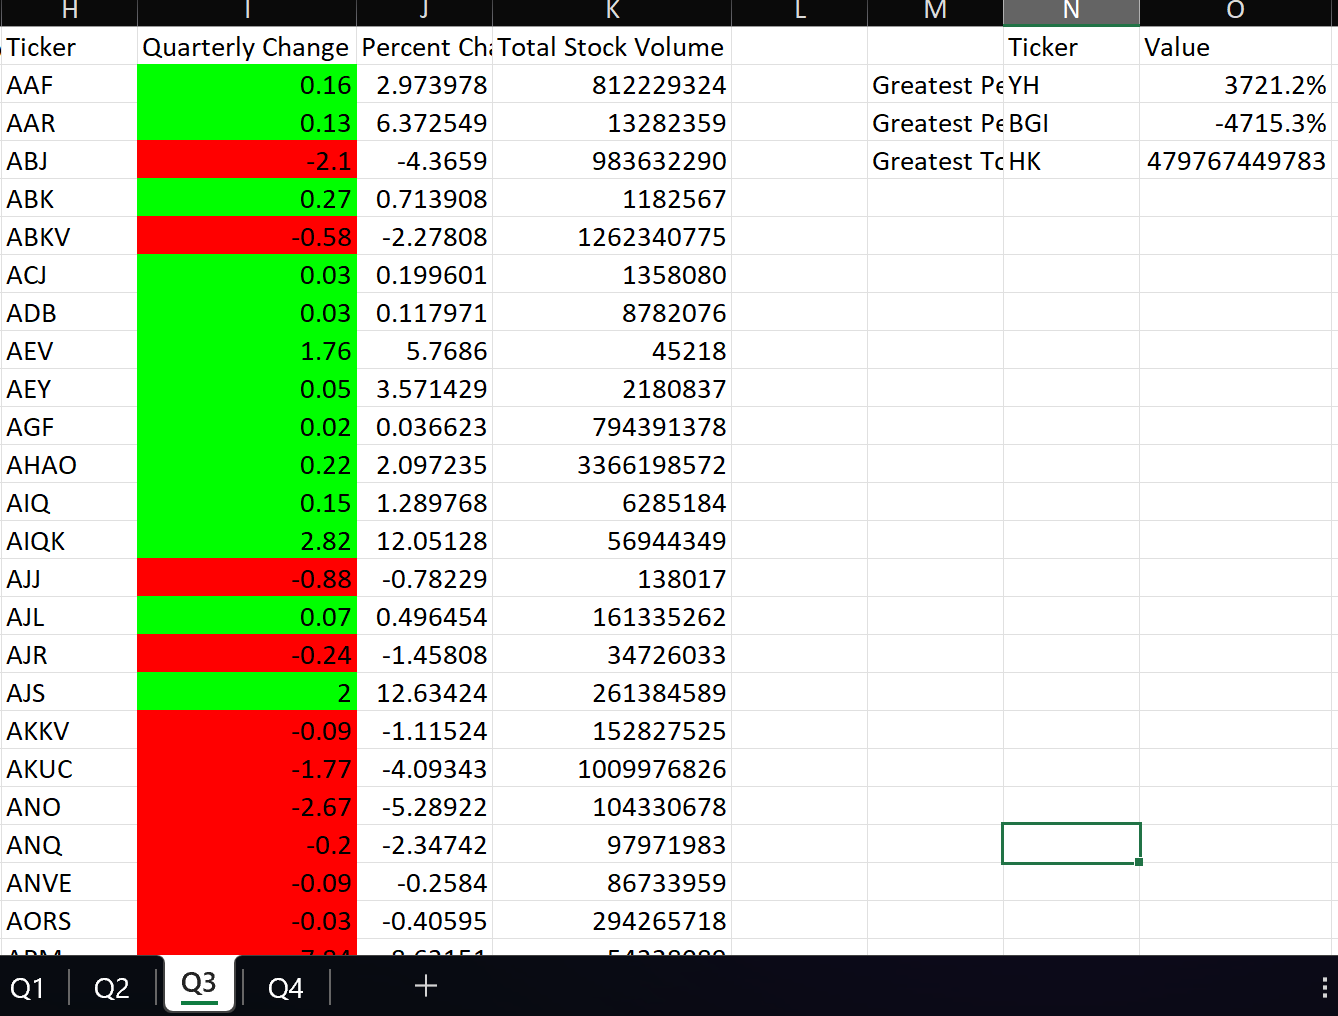 H I J K L M N O
Ticker Quarterly Change Percent Cha Total Stock Volume Ticker Value
AAF 0.16 2.973978 812229324 Greatest Pe YH 3721.2%
AAR 0.13 6.372549 13282359 Greatest Pe BGI -4715.3%
ABJ -2.1 -4.3659 983632290 Greatest To HK 479767449783
ABK 0.27 0.713908 1182567
ABKV -0.58 -2.27808 1262340775
ACJ 0.03 0.199601 1358080
ADB 0.03 0.117971 8782076
AEV 1.76 5.7686 45218
AEY 0.05 3.571429 2180837
AGF 0.02 0.036623 794391378
AHAO 0.22 2.097235 3366198572
AIQ 0.15 1.289768 6285184
AIQK 2.82 12.05128 56944349
AJJ -0.88 -0.78229 138017
AJL 0.07 0.496454 161335262
AJR -0.24 -1.45808 34726033
AJS 2 12.63424 261384589
AKKV -0.09 -1.11524 152827525
AKUC -1.77 -4.09343 1009976826
ANO -2.67 -5.28922 104330678
ANQ -0.2 -2.34742 97971983
ANVE -0.09 -0.2584 86733959
AORS -0.03 -0.40595 294265718
Q1 Q2 Q3 Q4 +